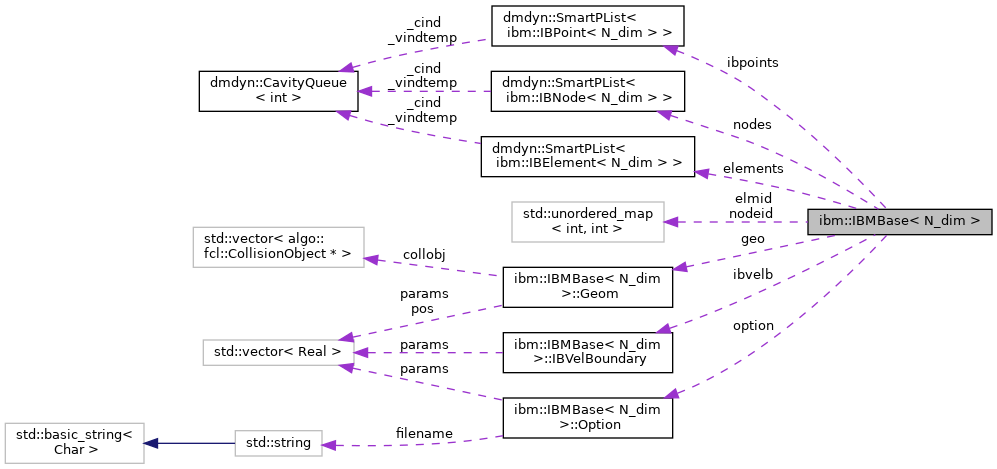 dmdyn::SmartPList<
ibm::IBPoint< N_dim > >
_cind
_vindtemp
ibpoints
dmdyn::CavityQueue
< int >
_cind
_vindtemp
dmdyn::SmartPList<
ibm::IBNode< N_dim > >
nodes
_cind
_vindtemp
dmdyn::SmartPList<
ibm::IBElement< N_dim > >
elements
std::unordered_map
< int, int >
elmid
nodeid
ibm::IBMBase< N_dim >
std::vector< algo::
fcl::CollisionObject * >
collobj
geo
ibm::IBMBase< N_dim
>::Geom
ibvelb
params
pos
option
std::vector< Real >
params
ibm::IBMBase< N_dim
>::IBVelBoundary
params
ibm::IBMBase< N_dim
>::Option
std::basic_string<
Char >
std::string
filename